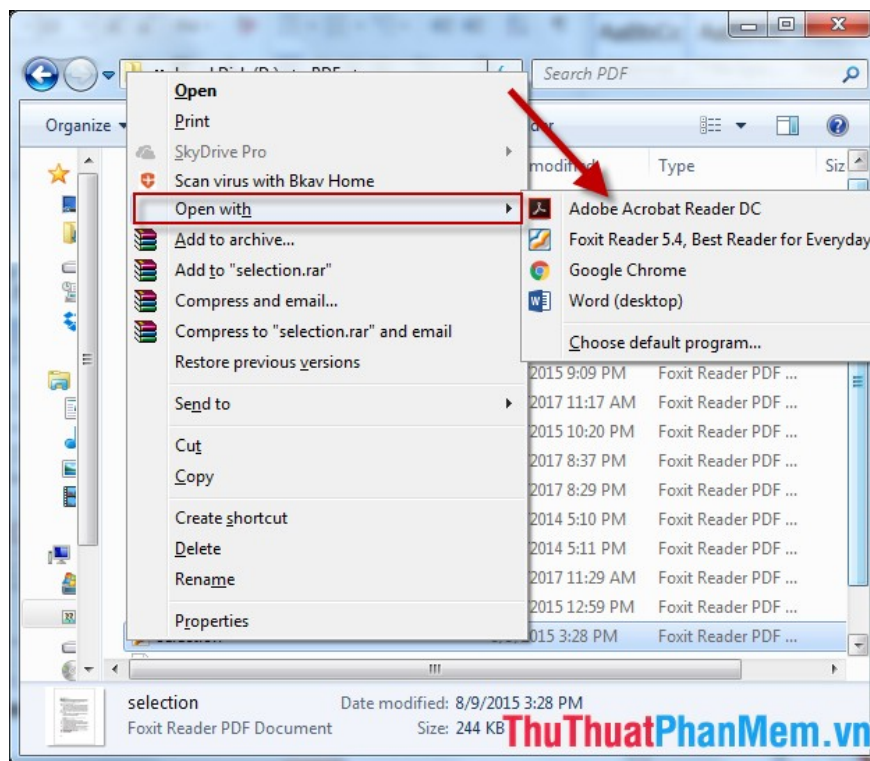 Search PDF
Organize
modified
Type
Siz
Open
Print
SkyDrive Pro
Scan virus with Bkav Home
Open with
Add to archive...
Add to "selection.rar"
Compress and email...
Compress to "selection.rar" and email
Restore previous versions
Send to
Cut
Copy
Create shortcut
Delete
Rename
Properties
Adobe Acrobat Reader DC
Foxit Reader 5.4, Best Reader for Everyday
Google Chrome
Word (desktop)
Choose default program...
2015 9:09 PM Foxit Reader PDF ...
2017 11:17 AM Foxit Reader PDF ...
2015 10:20 PM Foxit Reader PDF ...
2017 8:37 PM Foxit Reader PDF ...
2017 8:29 PM Foxit Reader PDF ...
2014 5:10 PM Foxit Reader PDF ...
2014 5:11 PM Foxit Reader PDF ...
2017 11:29 AM Foxit Reader PDF ...
2015 12:59 PM Foxit Reader PDF ...
2015 3:28 PM Foxit Reader PDF ...
selection Date modified: 8/9/2015 3:28 PM
Foxit Reader PDF Document Size: 244 KB
ThuThuatPhanMem.vn